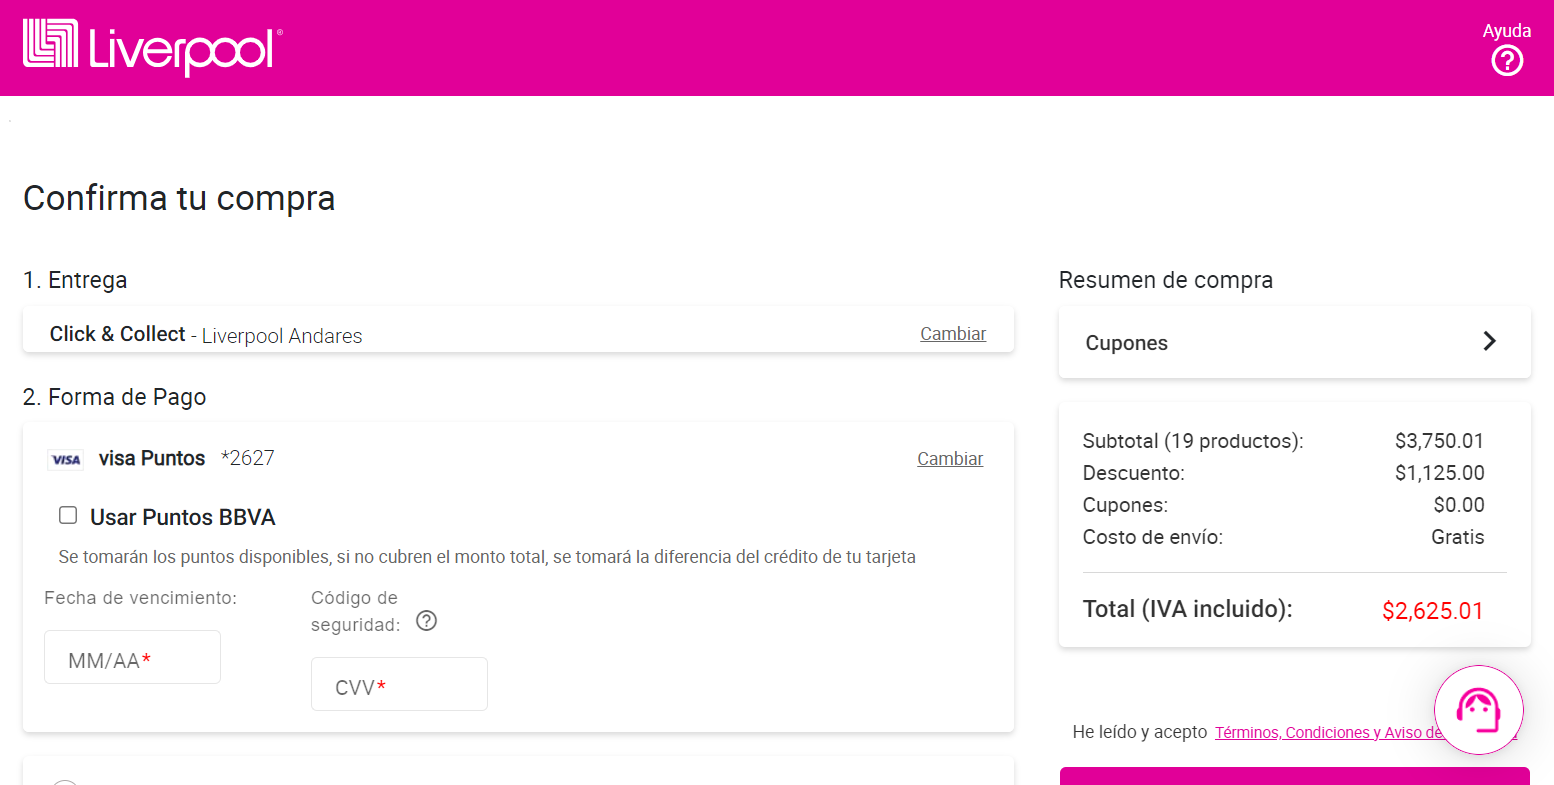 Liverpool®
Ayuda
Confirma tu compra
1. Entrega
Click & Collect - Liverpool Andares
Cambiar
2. Forma de Pago
VISA visa Puntos *2627
Cambiar
Usar Puntos BBVA
Se tomarán los puntos disponibles, si no cubren el monto total, se tomará la diferencia del crédito de tu tarjeta
Fecha de vencimiento:
MM/AA*
Código de
seguridad:
CVV*
Resumen de compra
Cupones
Subtotal (19 productos): $3,750.01
Descuento: $1,125.00
Cupones: $0.00
Costo de envío: Gratis
Total (IVA incluido): $2,625.01
He leído y acepto Términos, Condiciones y Aviso de